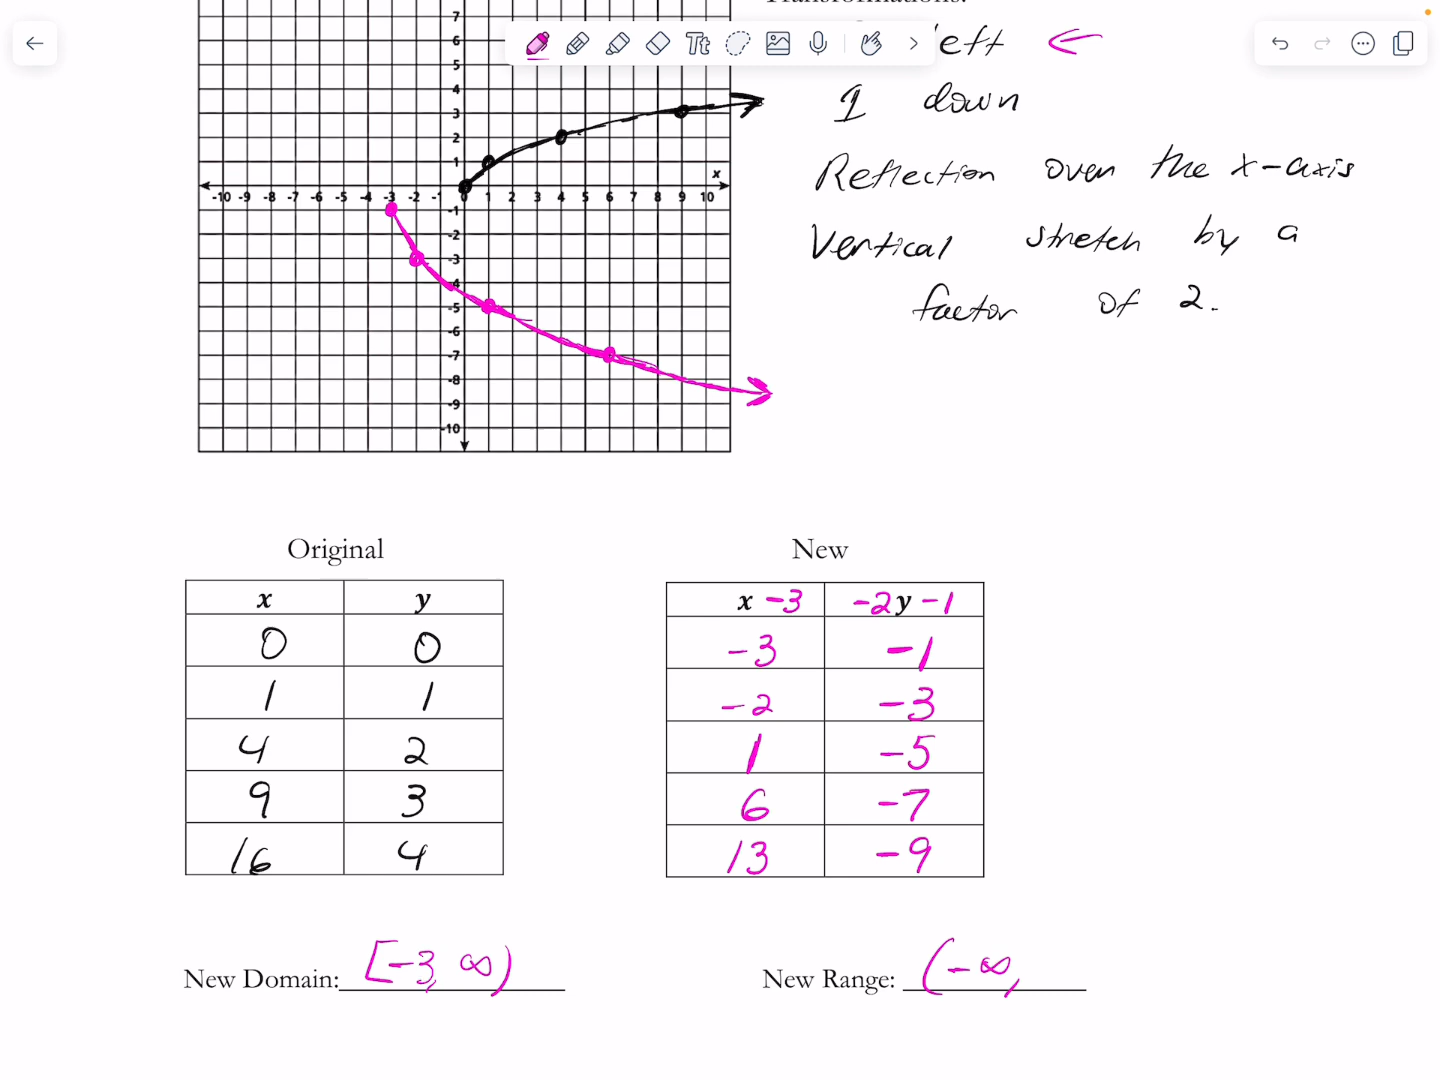 Transformations:
left
1 down
Reflection over the x-axis
Vertical stretch by a
factor of 2.
Tt
7
6
5
4
3
2
1
x
-10 -9 -8 -7 -6 -5 -4 -3 -2 -1 0 1 2 3 4 5 6 7 8 9 10
-1
-2
-3
-4
-5
-6
-7
-8
-9
-10
Original
x y
0 0
1 1
4 2
9 3
16 4
New
x -3 -2y -1
-3 -1
-2 -3
1 -5
6 -7
13 -9
New Domain: [-3, ∞)
New Range: (-∞,